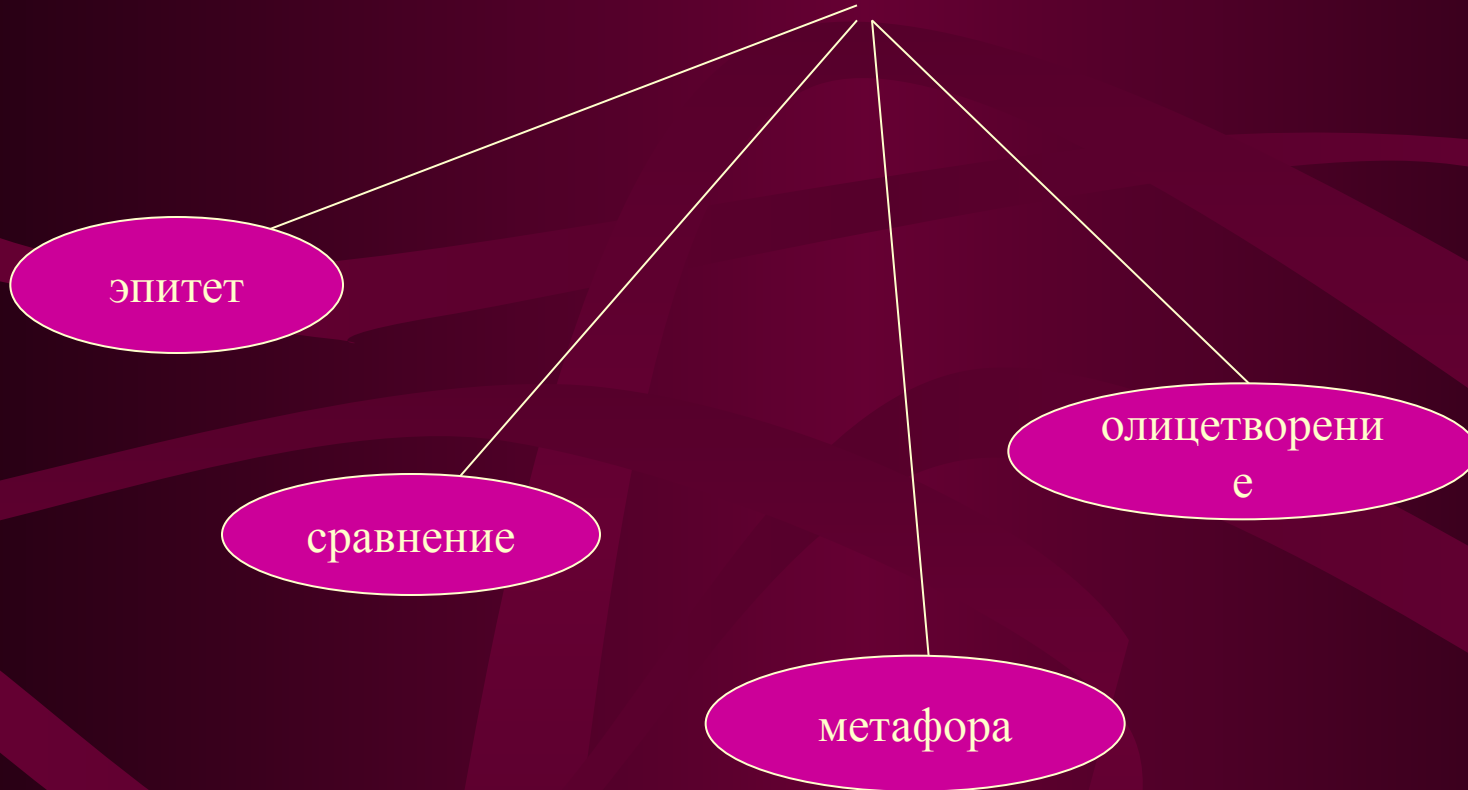 эпитет
олицетворени
е
сравнение
метафора